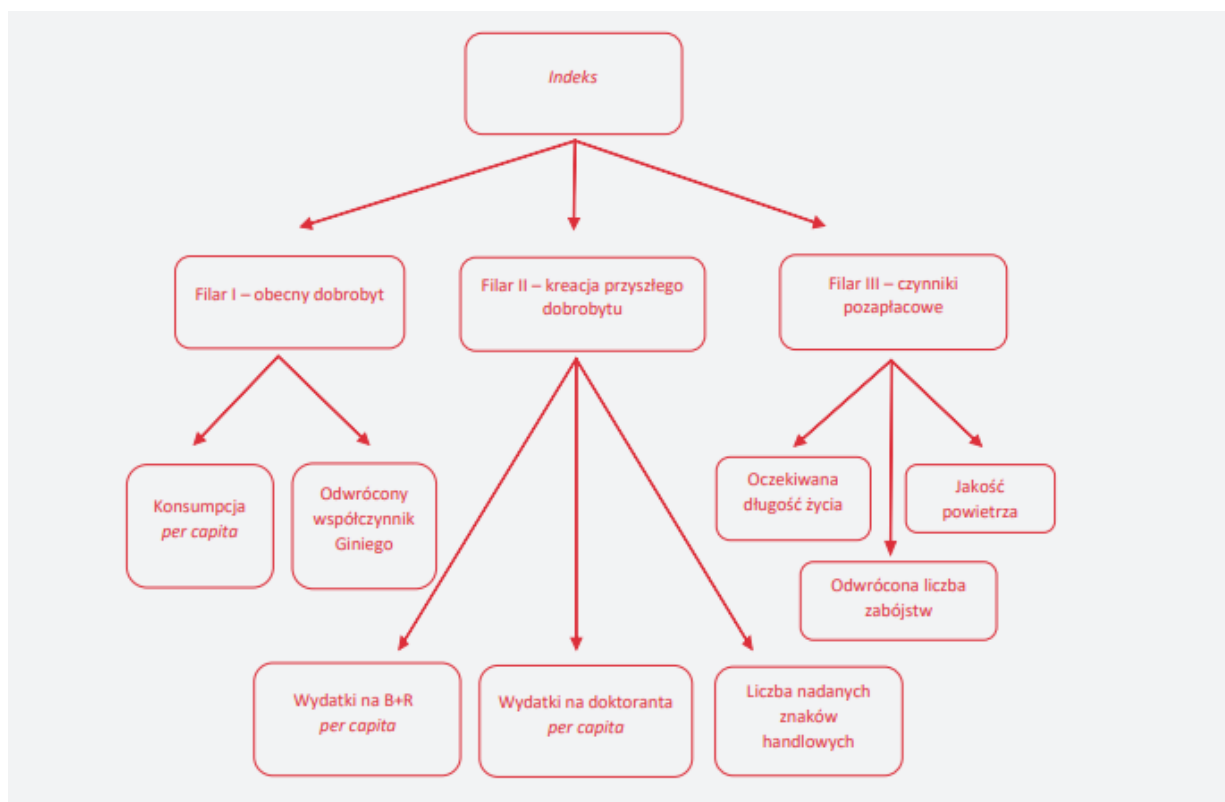 Indeks
Filar I – obecny dobrobyt
Filar II – kreacja przyszłego
dobrobytu
Filar III – czynniki
pozapłacowe
Konsumpcja
per capita
Odwrócony
współczynnik
Giniego
Oczekiwana
długość życia
Jakość
powietrza
Odwrócona liczba
zabójstw
Wydatki na B+R
per capita
Wydatki na doktoranta
per capita
Liczba nadanych
znaków
handlowych